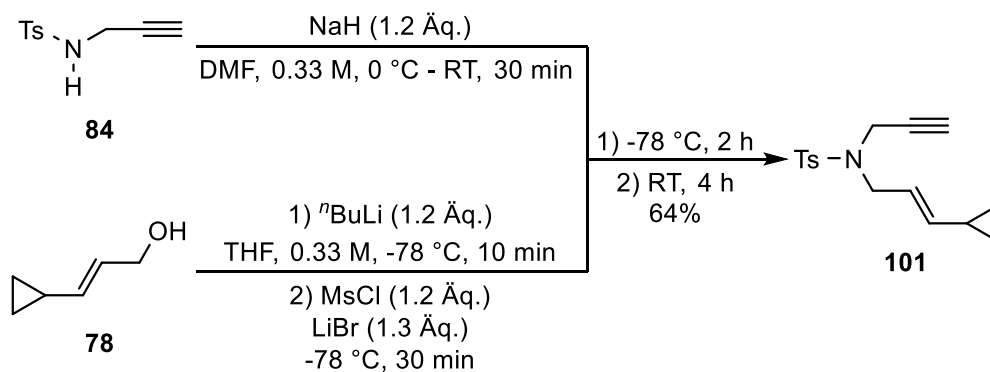 Ts
N
H
84
NaH (1.2 Äq.)
DMF, 0.33 M, 0 °C - RT, 30 min
OH
78
1) ⁿBuLi (1.2 Äq.)
THF, 0.33 M, -78 °C, 10 min
2) MsCl (1.2 Äq.)
LiBr (1.3 Äq.)
-78 °C, 30 min
1) -78 °C, 2 h
2) RT, 4 h
64%
Ts
N
101